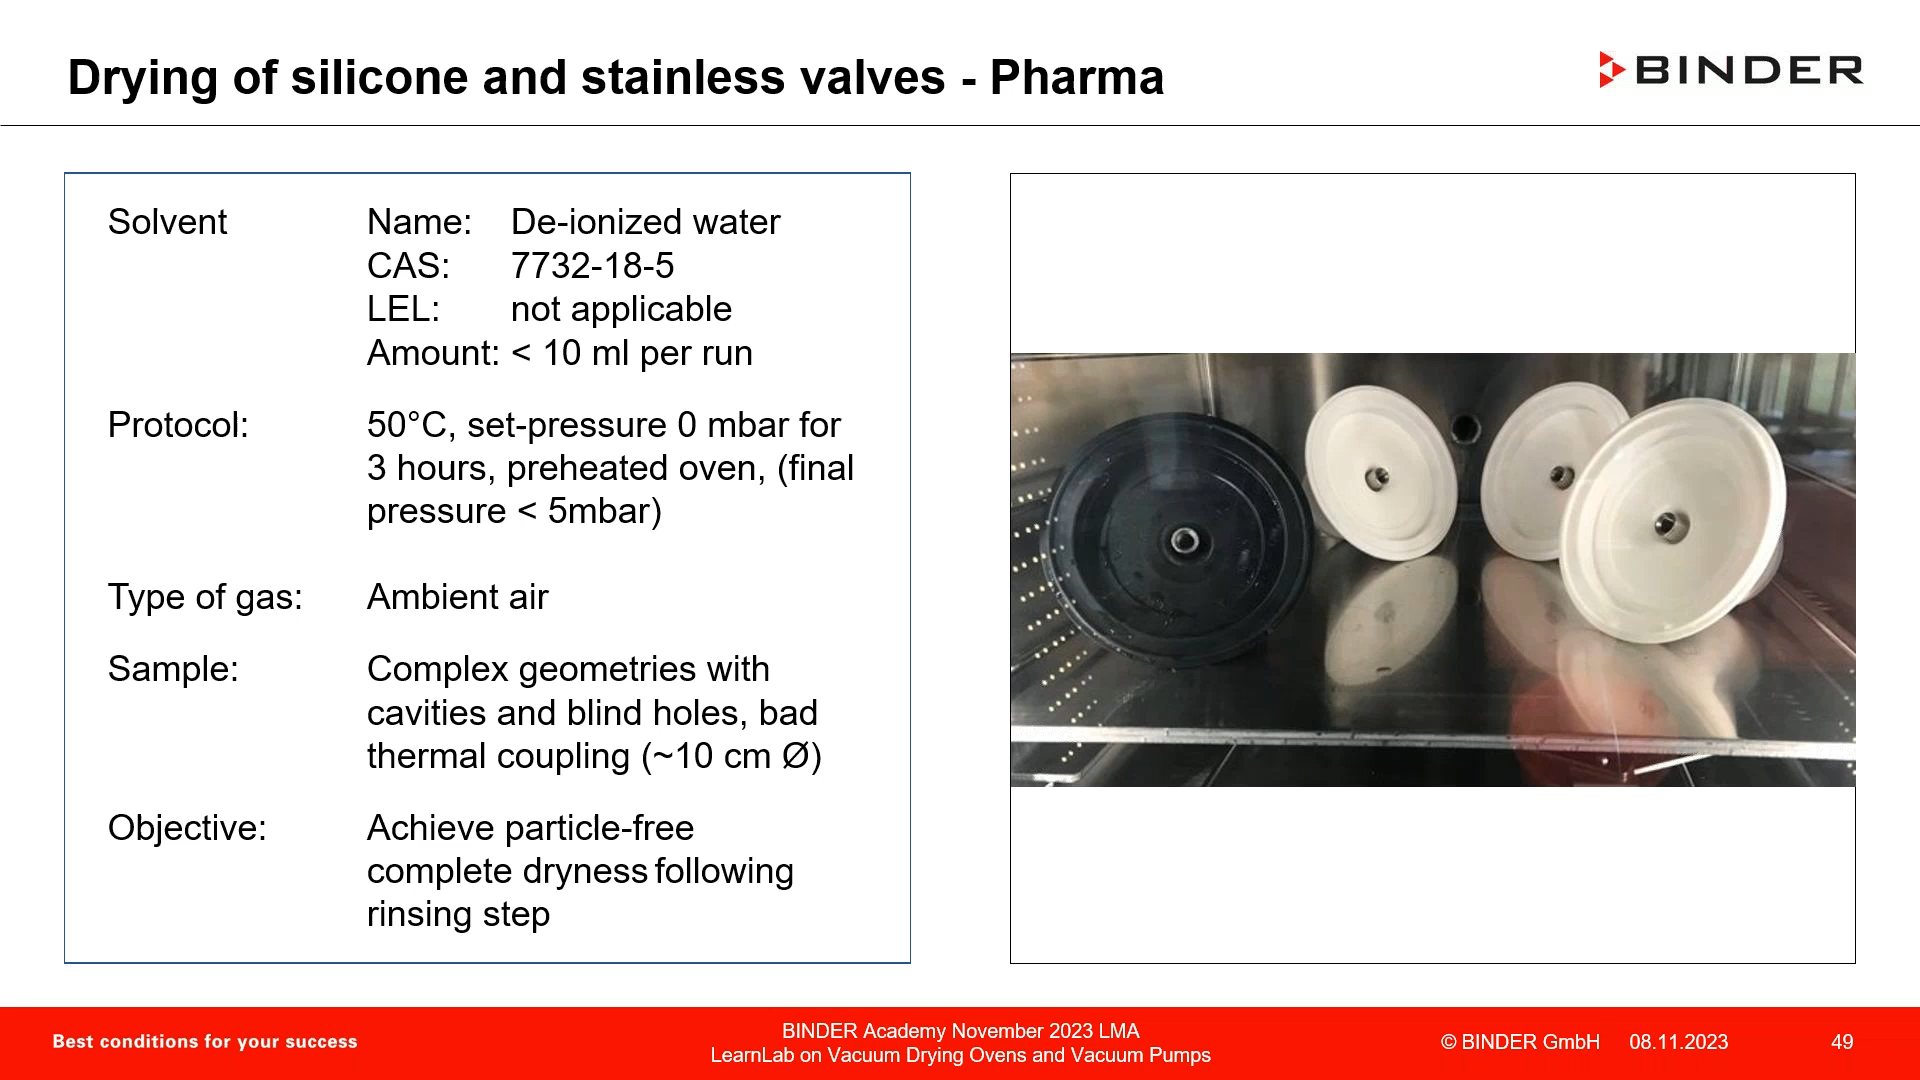 Drying of silicone and stainless valves - Pharma
BINDER
Solvent Name: De-ionized water
CAS: 7732-18-5
LEL: not applicable
Amount: < 10 ml per run
Protocol: 50°C, set-pressure 0 mbar for
3 hours, preheated oven, (final
pressure < 5mbar)
Type of gas: Ambient air
Sample: Complex geometries with
cavities and blind holes, bad
thermal coupling (~10 cm Ø)
Objective: Achieve particle-free
complete dryness following
rinsing step
Best conditions for your success
BINDER Academy November 2023 LMA
LearnLab on Vacuum Drying Ovens and Vacuum Pumps
© BINDER GmbH 08.11.2023 49